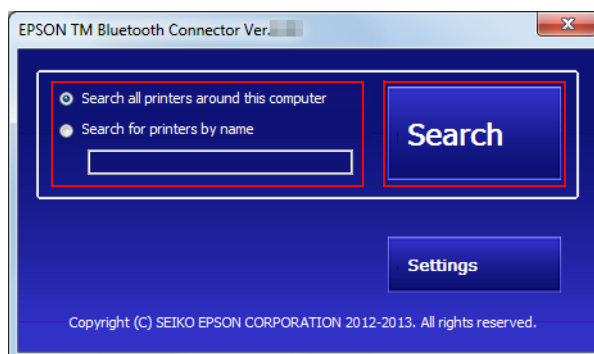 EPSON TM Bluetooth Connector Ver.
Search all printers around this computer
Search for printers by name
Search
Settings
Copyright (C) SEIKO EPSON CORPORATION 2012-2013. All rights reserved.